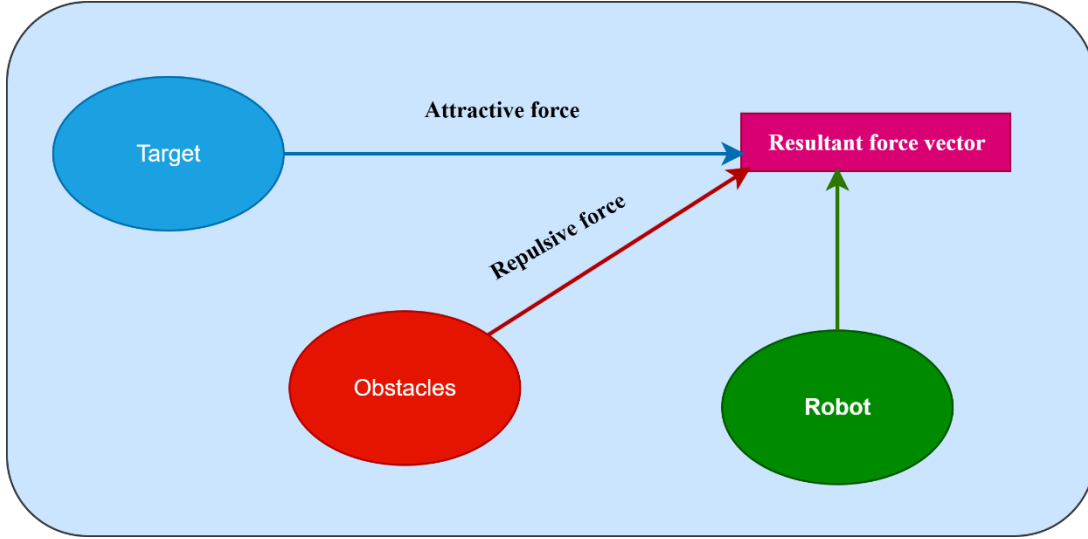 Attractive force
Target
Resultant force vector
Repulsive force
Obstacles
Robot